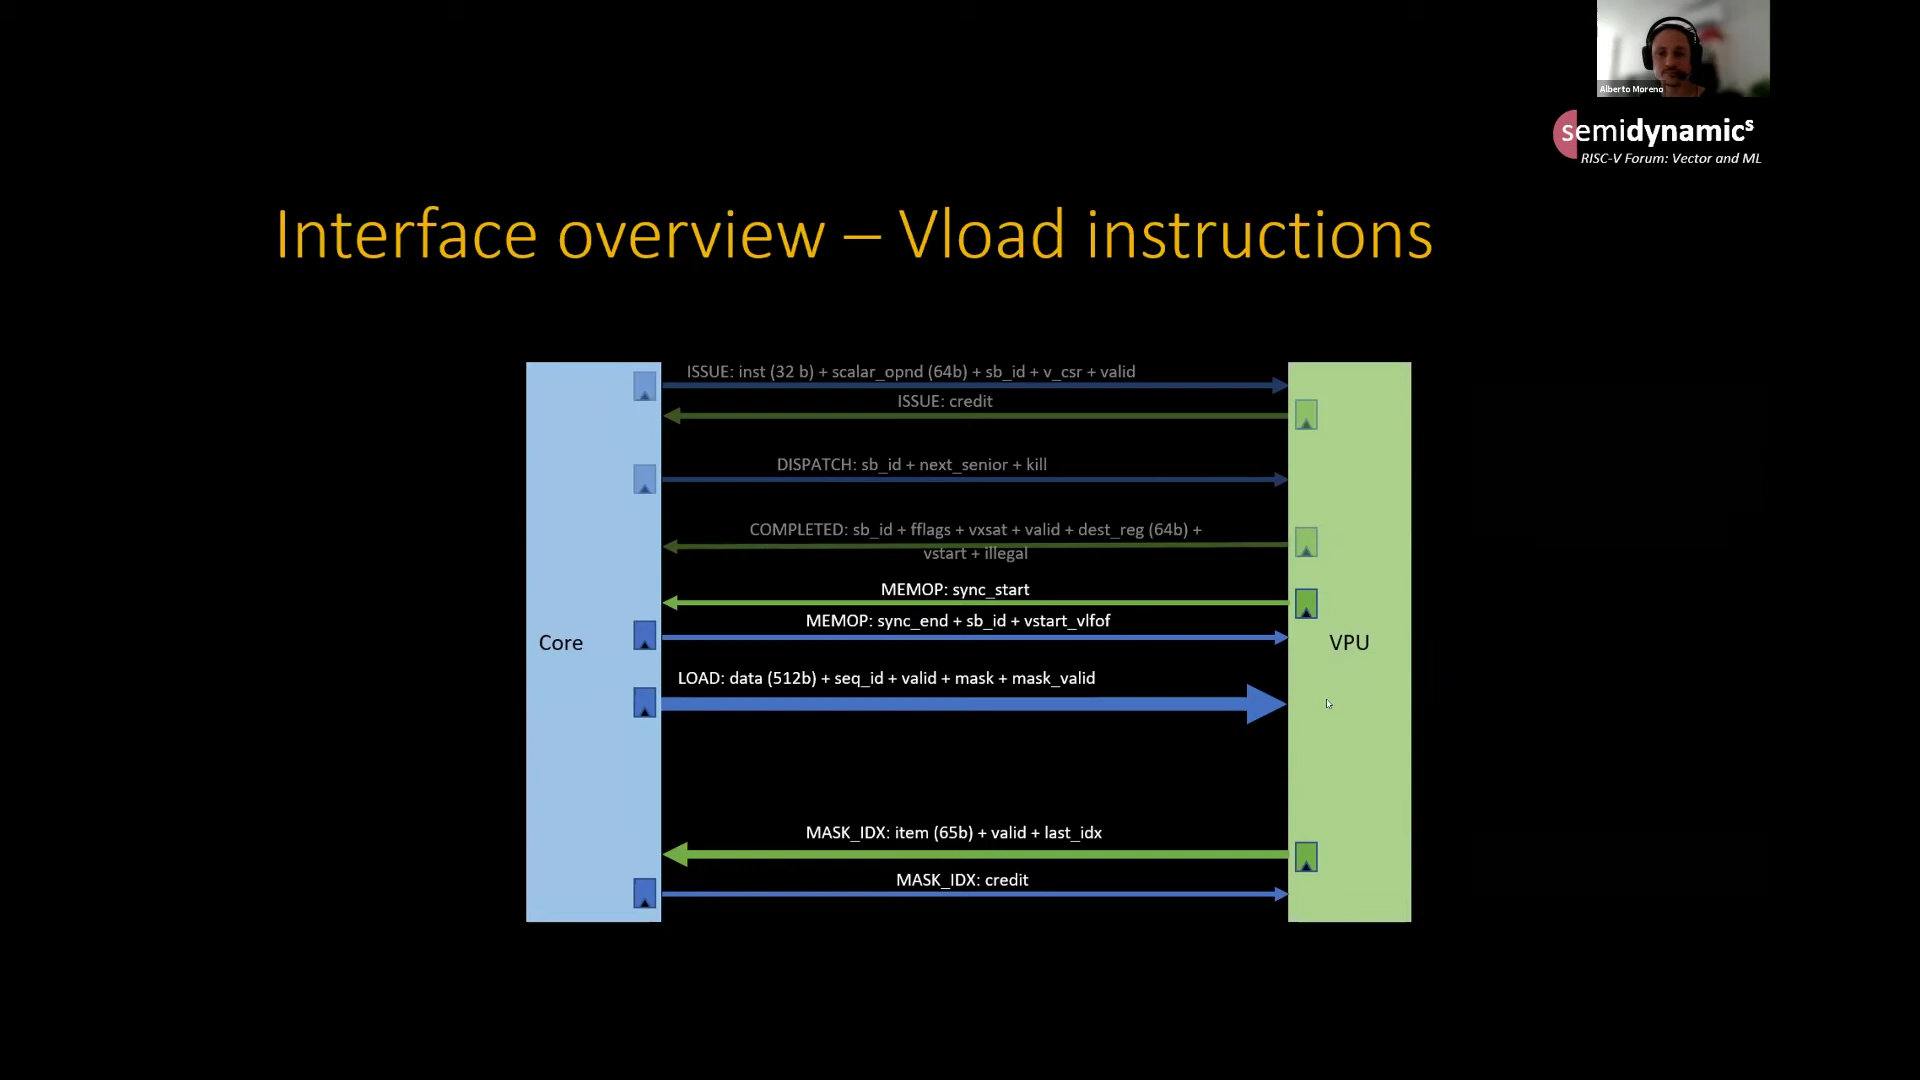 Alberto Moreno
semidynamicˢ
RISC-V Forum: Vector and ML
Interface overview – Vload instructions
ISSUE: inst (32 b) + scalar_opnd (64b) + sb_id + v_csr + valid
ISSUE: credit
DISPATCH: sb_id + next_senior + kill
COMPLETED: sb_id + fflags + vxsat + valid + dest_reg (64b) +
vstart + illegal
MEMOP: sync_start
MEMOP: sync_end + sb_id + vstart_vlfof
Core
VPU
LOAD: data (512b) + seq_id + valid + mask + mask_valid
MASK_IDX: item (65b) + valid + last_idx
MASK_IDX: credit